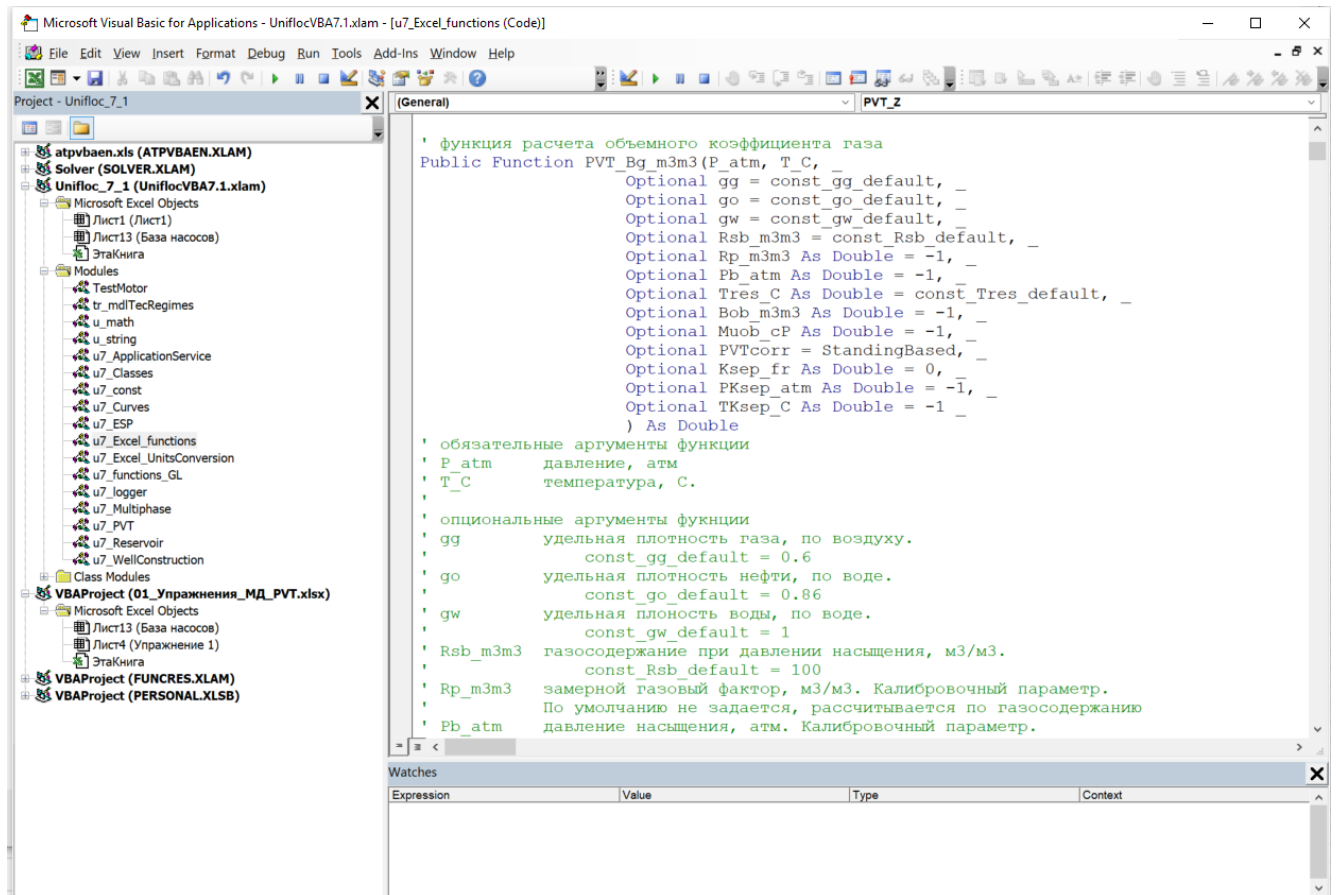 Microsoft Visual Basic for Applications - UniflocVBA7.1.xlam - [u7_Excel_functions (Code)]
File Edit View Insert Format Debug Run Tools Add-Ins Window Help
Project - Unifloc_7_1
(General)
PVT_Z
atpvbaen.xls (ATPVBAEN.XLAM)
Solver (SOLVER.XLAM)
Unifloc_7_1 (UniflocVBA7.1.xlam)
Microsoft Excel Objects
Лист1 (Лист1)
Лист13 (База насосов)
ЭтаКнига
Modules
TestMotor
tr_mdlTecRegimes
u_math
u_string
u7_ApplicationService
u7_Classes
u7_const
u7_Curves
u7_ESP
u7_Excel_functions
u7_Excel_UnitsConversion
u7_functions_GL
u7_logger
u7_Multiphase
u7_PVT
u7_Reservoir
u7_WellConstruction
Class Modules
VBAProject (01_Упражнения_МД_PVT.xlsx)
Microsoft Excel Objects
Лист13 (База насосов)
Лист4 (Упражнение 1)
ЭтаКнига
VBAProject (FUNCRES.XLAM)
VBAProject (PERSONAL.XLSB)
' функция расчета объемного коэффициента газа
Public Function PVT_Bg_m3m3(P_atm, T_C, _
Optional gg = const_gg_default, _
Optional go = const_go_default, _
Optional gw = const_gw_default, _
Optional Rsb_m3m3 = const_Rsb_default, _
Optional Rp_m3m3 As Double = -1, _
Optional Pb_atm As Double = -1, _
Optional Tres_C As Double = const_Tres_default, _
Optional Bob_m3m3 As Double = -1, _
Optional Muob_cP As Double = -1, _
Optional PVTcorr = StandingBased, _
Optional Ksep_fr As Double = 0, _
Optional PKsep_atm As Double = -1, _
Optional TKsep_C As Double = -1 _
) As Double
' обязательные аргументы функции
' P_atm давление, атм
' T_C температура, С.
'
' опциональные аргументы фукнции
' gg удельная плотность газа, по воздуху.
' const_gg_default = 0.6
' go удельная плотность нефти, по воде.
' const_go_default = 0.86
' gw удельная плоность воды, по воде.
' const_gw_default = 1
' Rsb_m3m3 газосодержание при давлении насыщения, м3/м3.
' const_Rsb_default = 100
' Rp_m3m3 замерной газовый фактор, м3/м3. Калибровочный параметр.
' По умолчанию не задается, рассчитывается по газосодержанию
' Pb_atm давление насыщения, атм. Калибровочный параметр.
Watches
Expression Value Type Context